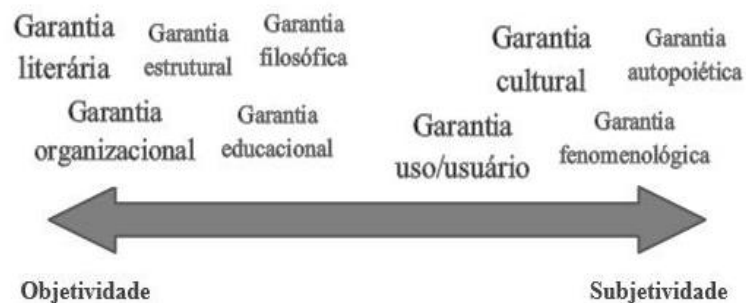 Garantia
literária
Garantia
estrutural
Garantia
filosófica
Garantia
cultural
Garantia
autopoiética
Garantia
organizacional
Garantia
educacional
Garantia
uso/usuário
Garantia
fenomenológica
Objetividade
Subjetividade